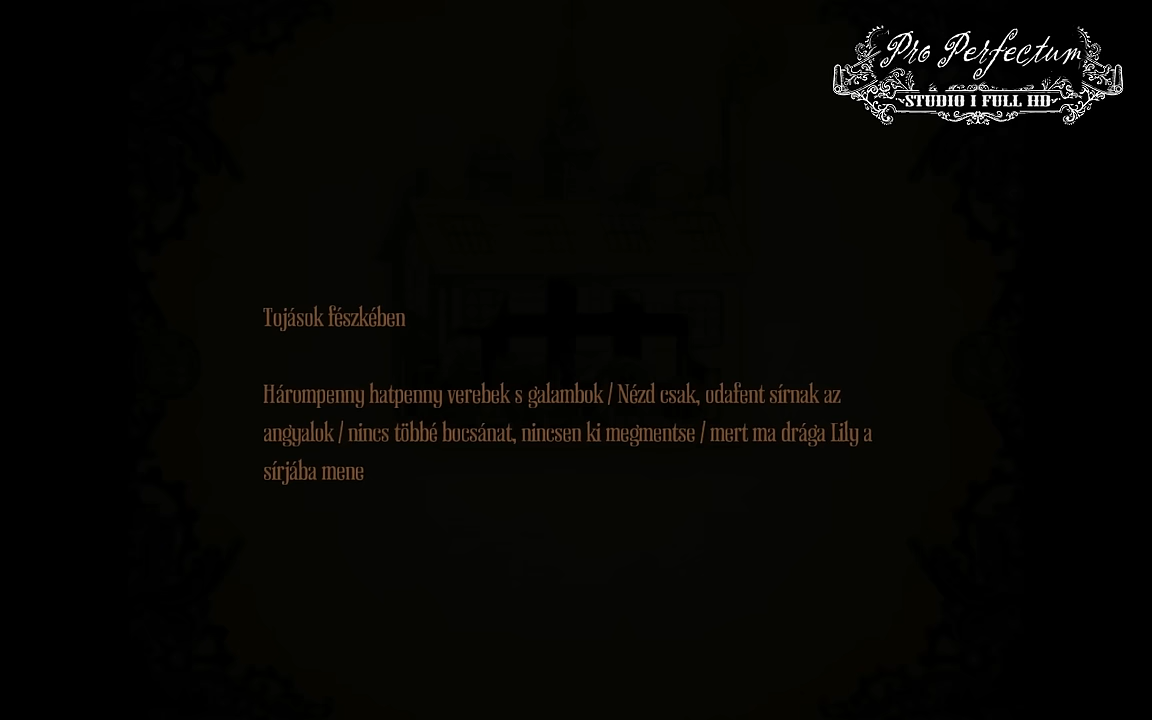 Pro Perfectum
STUDIO 1 FULL HD
Tojások fészkében
Hárompenny hatpenny verebek s galambok / Nézd csak, odafent sírnak az
angyalok / nincs többé bocsánat, nincsen ki megmentse / mert ma drága Lily a
sírjába mene